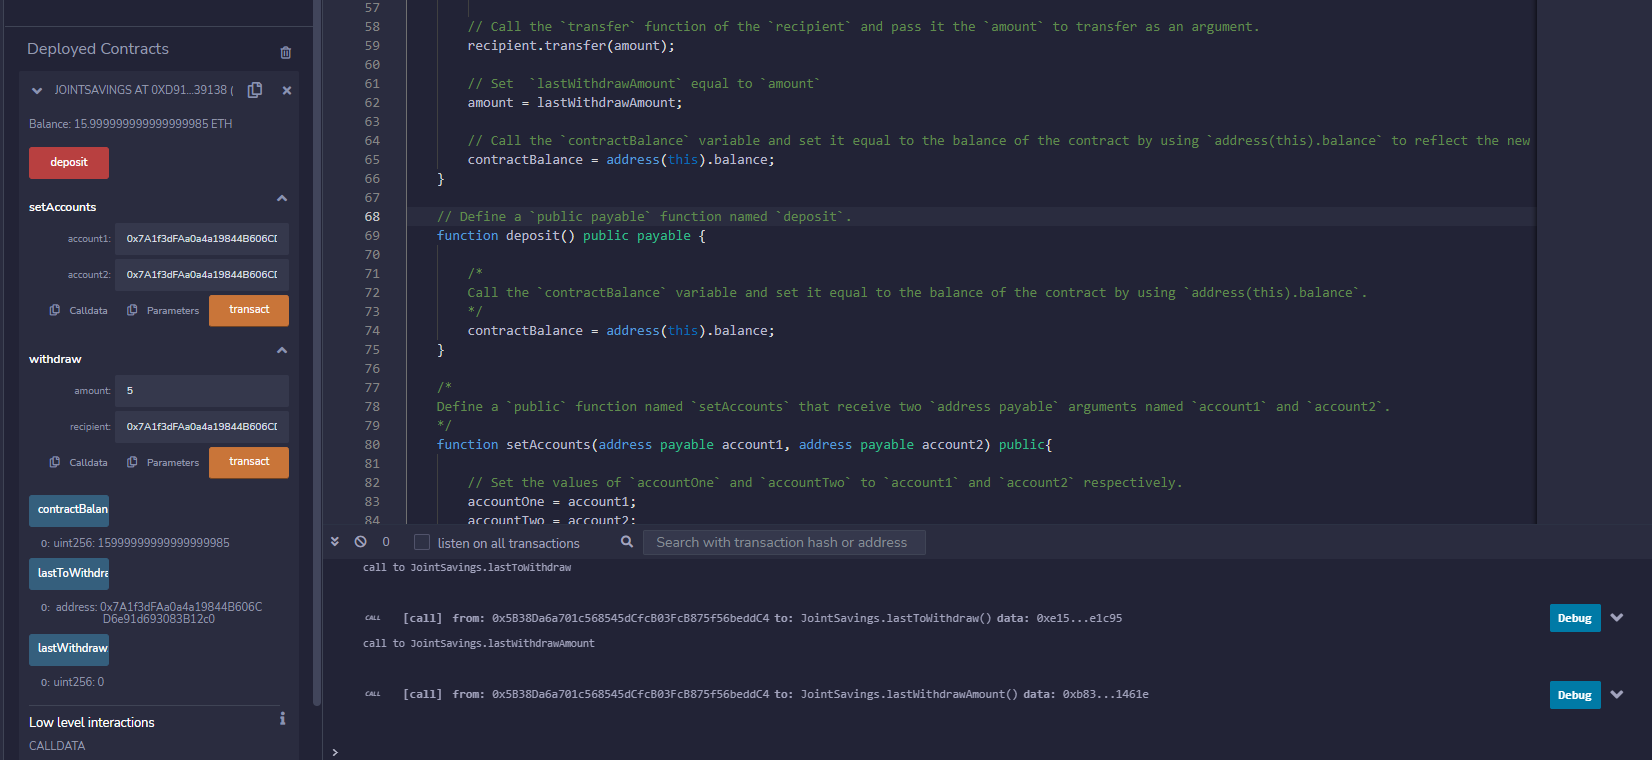 Deployed Contracts
JOINTSAVINGS AT 0XD91...39138 (
Balance: 15.999999999999999985 ETH
deposit
setAccounts
account1: 0x7A1f3dFAa0a4a19844B606CD
account2: 0x7A1f3dFAa0a4a19844B606CD
Calldata Parameters transact
withdraw
amount: 5
recipient: 0x7A1f3dFAa0a4a19844B606CD
Calldata Parameters transact
contractBalan
0: uint256: 15999999999999999985
lastToWithdra
0: address: 0x7A1f3dFAa0a4a19844B606C
D6e91d693083B12c0
lastWithdraw
0: uint256: 0
Low level interactions
CALLDATA
57
58 // Call the `transfer` function of the `recipient` and pass it the `amount` to transfer as an argument.
59 recipient.transfer(amount);
60
61 // Set  `lastWithdrawAmount` equal to `amount`
62 amount = lastWithdrawAmount;
63
64 // Call the `contractBalance` variable and set it equal to the balance of the contract by using `address(this).balance` to reflect the new
65 contractBalance = address(this).balance;
66 }
67
68 // Define a `public payable` function named `deposit`.
69 function deposit() public payable {
70
71 /*
72 Call the `contractBalance` variable and set it equal to the balance of the contract by using `address(this).balance`.
73 */
74 contractBalance = address(this).balance;
75 }
76
77 /*
78 Define a `public` function named `setAccounts` that receive two `address payable` arguments named `account1` and `account2`.
79 */
80 function setAccounts(address payable account1, address payable account2) public{
81
82 // Set the values of `accountOne` and `accountTwo` to `account1` and `account2` respectively.
83 accountOne = account1;
84 accountTwo = account2;
0 listen on all transactions Search with transaction hash or address
call to JointSavings.lastToWithdraw
CALL [call] from: 0x5B38Da6a701c568545dCfcB03FcB875f56beddC4 to: JointSavings.lastToWithdraw() data: 0xe15...e1c95 Debug
call to JointSavings.lastWithdrawAmount
CALL [call] from: 0x5B38Da6a701c568545dCfcB03FcB875f56beddC4 to: JointSavings.lastWithdrawAmount() data: 0xb83...1461e Debug
>